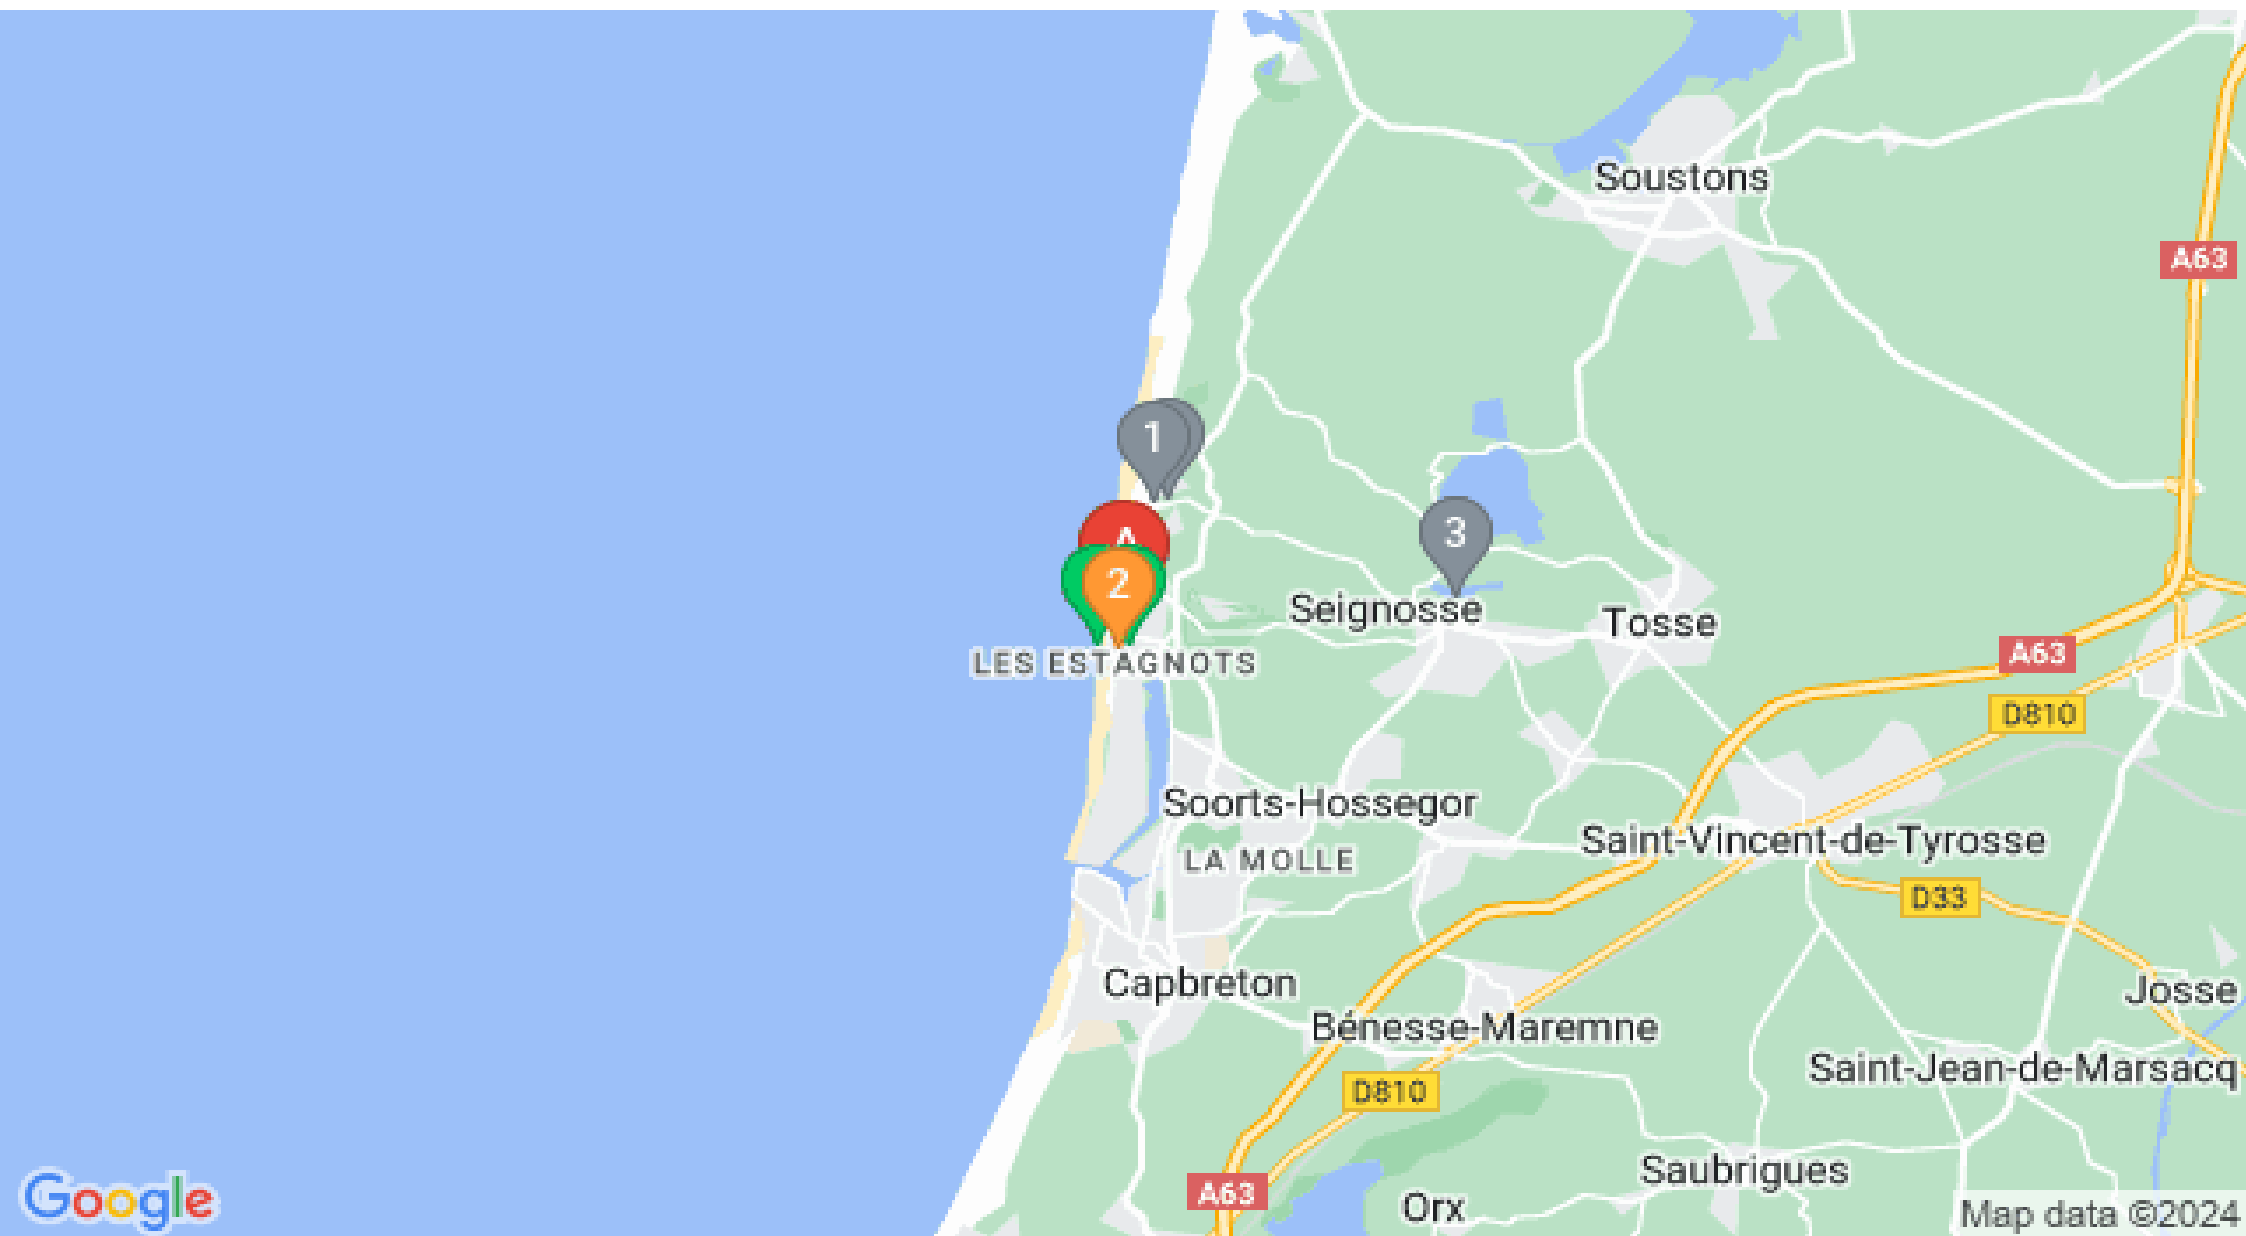 Soustons
A63
1
A
3
2
Seignosse
Tosse
LES ESTAGNOTS
A63
D810
Soorts-Hossegor
Saint-Vincent-de-Tyrosse
LA MOLLE
D33
Capbreton
Josse
Bénesse-Maremne
Saint-Jean-de-Marsacq
D810
Saubrigues
A63
Orx
Google
Map data ©2024